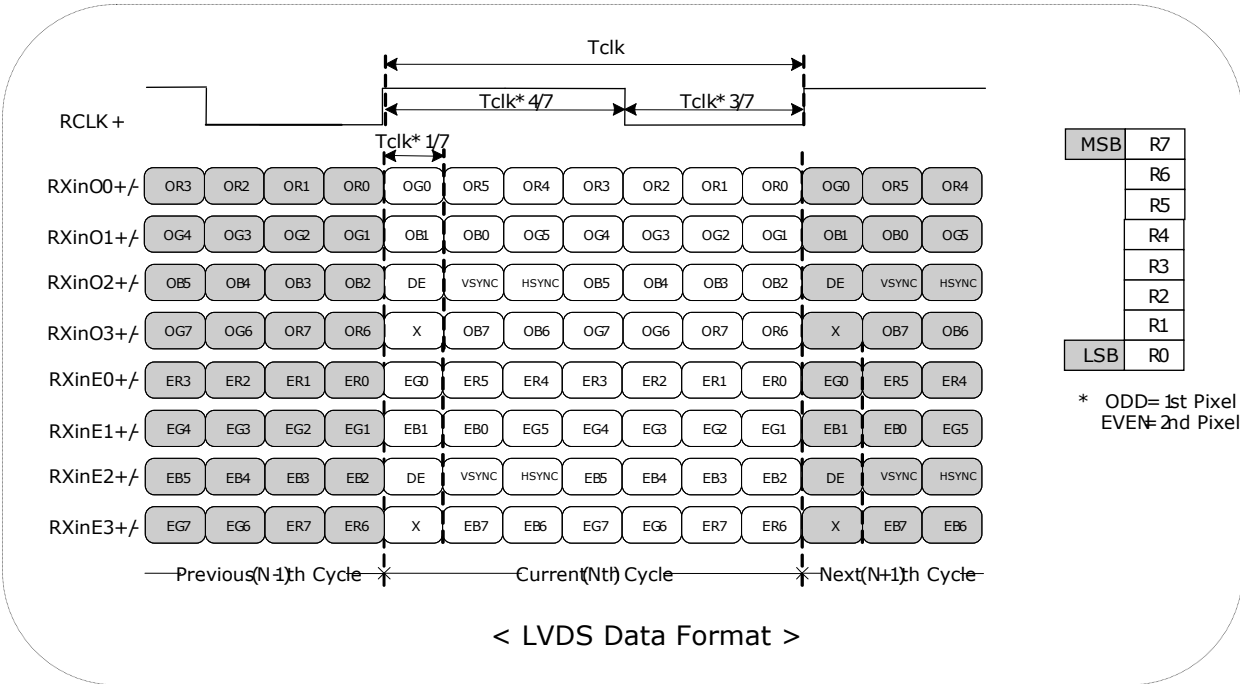 Tclk
Tclk* 4/7 Tclk* 3/7
RCLK +
Tclk* 1/7
RXinO0+/- OR3 OR2 OR1 OR0 OG0 OR5 OR4 OR3 OR2 OR1 OR0 OG0 OR5 OR4
RXinO1+/- OG4 OG3 OG2 OG1 OB1 OB0 OG5 OG4 OG3 OG2 OG1 OB1 OB0 OG5
RXinO2+/- OB5 OB4 OB3 OB2 DE VSYNC HSYNC OB5 OB4 OB3 OB2 DE VSYNC HSYNC
RXinO3+/- OG7 OG6 OR7 OR6 X OB7 OB6 OG7 OG6 OR7 OR6 X OB7 OB6
RXinE0+/- ER3 ER2 ER1 ER0 EG0 ER5 ER4 ER3 ER2 ER1 ER0 EG0 ER5 ER4
RXinE1+/- EG4 EG3 EG2 EG1 EB1 EB0 EG5 EG4 EG3 EG2 EG1 EB1 EB0 EG5
RXinE2+/- EB5 EB4 EB3 EB2 DE VSYNC HSYNC EB5 EB4 EB3 EB2 DE VSYNC HSYNC
RXinE3+/- EG7 EG6 ER7 ER6 X EB7 EB6 EG7 EG6 ER7 ER6 X EB7 EB6
Previous(N-1)th Cycle Current(Nth) Cycle Next(N+1)th Cycle
MSB R7
R6
R5
R4
R3
R2
R1
LSB R0
* ODD= 1st Pixel
EVEN= 2nd Pixel
< LVDS Data Format >